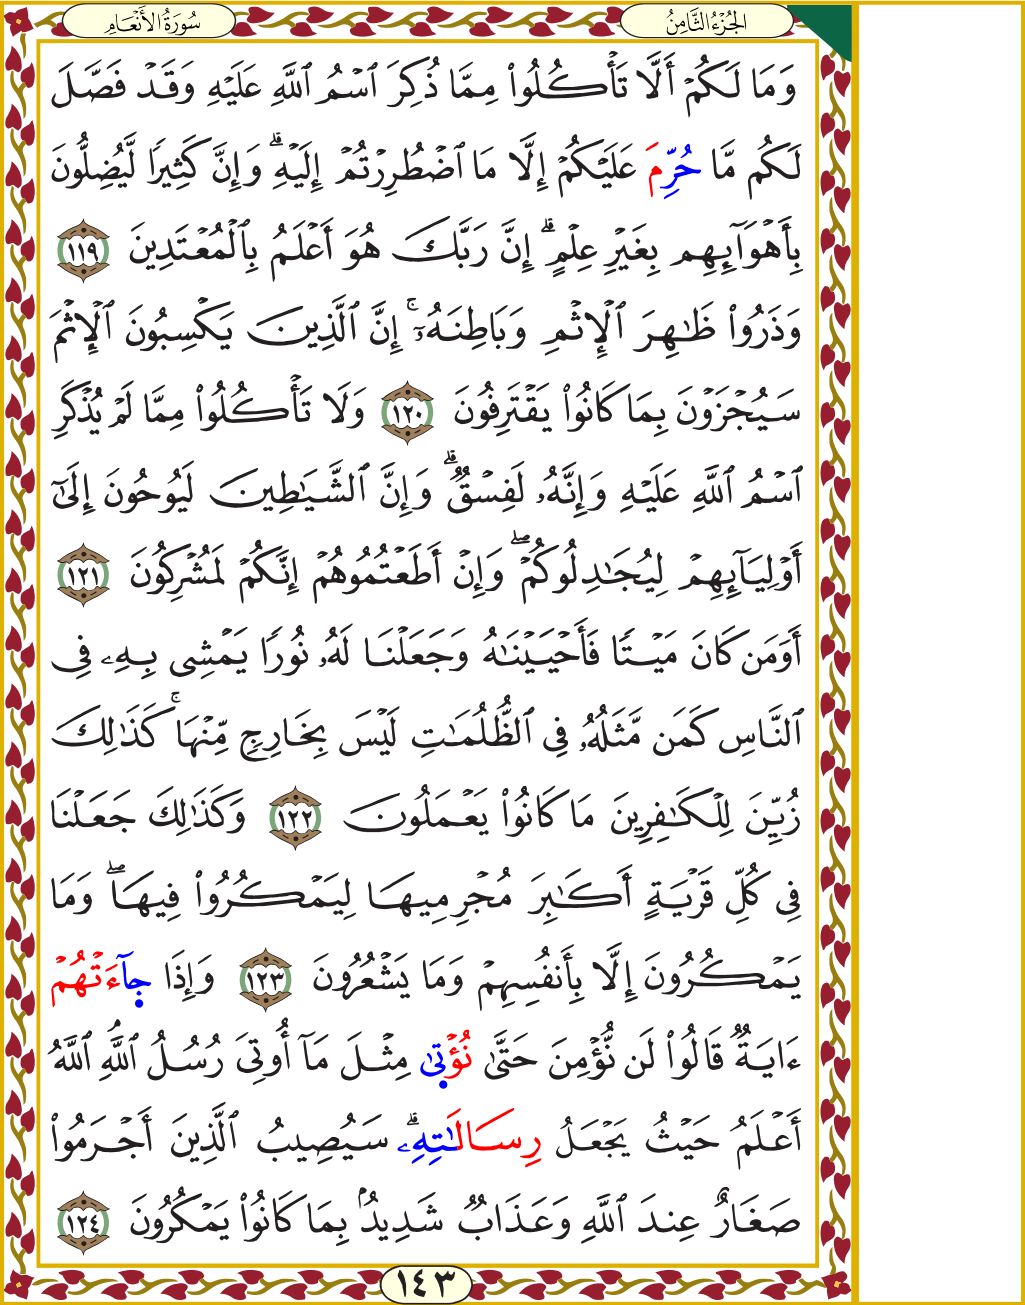 سُورَةُ الأَنْعَامِ
الجُزْءُ الثَّامِنُ
وَمَا لَكُمْ أَلَّا تَأْكُلُوا۟ مِمَّا ذُكِرَ ٱسْمُ ٱللَّهِ عَلَيْهِ وَقَدْ فَصَّلَ
لَكُم مَّا حُرِّمَ عَلَيْكُمْ إِلَّا مَا ٱضْطُرِرْتُمْ إِلَيْهِۗ وَإِنَّ كَثِيرًا لَّيُضِلُّونَ
بِأَهْوَآئِهِم بِغَيْرِ عِلْمٍۗ إِنَّ رَبَّكَ هُوَ أَعْلَمُ بِٱلْمُعْتَدِينَ ١١٩
وَذَرُوا۟ ظَٰهِرَ ٱلْإِثْمِ وَبَاطِنَهُۥٓۚ إِنَّ ٱلَّذِينَ يَكْسِبُونَ ٱلْإِثْمَ
سَيُجْزَوْنَ بِمَا كَانُوا۟ يَقْتَرِفُونَ ١٢٠ وَلَا تَأْكُلُوا۟ مِمَّا لَمْ يُذْكَرِ
ٱسْمُ ٱللَّهِ عَلَيْهِ وَإِنَّهُۥ لَفِسْقٌۗ وَإِنَّ ٱلشَّيَٰطِينَ لَيُوحُونَ إِلَىٰٓ
أَوْلِيَآئِهِمْ لِيُجَٰدِلُوكُمْۖ وَإِنْ أَطَعْتُمُوهُمْ إِنَّكُمْ لَمُشْرِكُونَ ١٢١
أَوَمَن كَانَ مَيْتًا فَأَحْيَيْنَٰهُ وَجَعَلْنَا لَهُۥ نُورًا يَمْشِى بِهِۦ فِى
ٱلنَّاسِ كَمَن مَّثَلُهُۥ فِى ٱلظُّلُمَٰتِ لَيْسَ بِخَارِجٍ مِّنْهَاۚ كَذَٰلِكَ
زُيِّنَ لِلْكَٰفِرِينَ مَا كَانُوا۟ يَعْمَلُونَ ١٢٢ وَكَذَٰلِكَ جَعَلْنَا
فِى كُلِّ قَرْيَةٍ أَكَٰبِرَ مُجْرِمِيهَا لِيَمْكُرُوا۟ فِيهَاۖ وَمَا
يَمْكُرُونَ إِلَّا بِأَنفُسِهِمْ وَمَا يَشْعُرُونَ ١٢٣ وَإِذَا جَآءَتْهُمْ
ءَايَةٌ قَالُوا۟ لَن نُّؤْمِنَ حَتَّىٰ نُؤْتَىٰ مِثْلَ مَآ أُوتِىَ رُسُلُ ٱللَّهِۘ ٱللَّهُ
أَعْلَمُ حَيْثُ يَجْعَلُ رِسَالَٰتِهِۦۗ سَيُصِيبُ ٱلَّذِينَ أَجْرَمُوا۟
صَغَارٌ عِندَ ٱللَّهِ وَعَذَابٌ شَدِيدٌۢ بِمَا كَانُوا۟ يَمْكُرُونَ ١٢٤
١٤٣